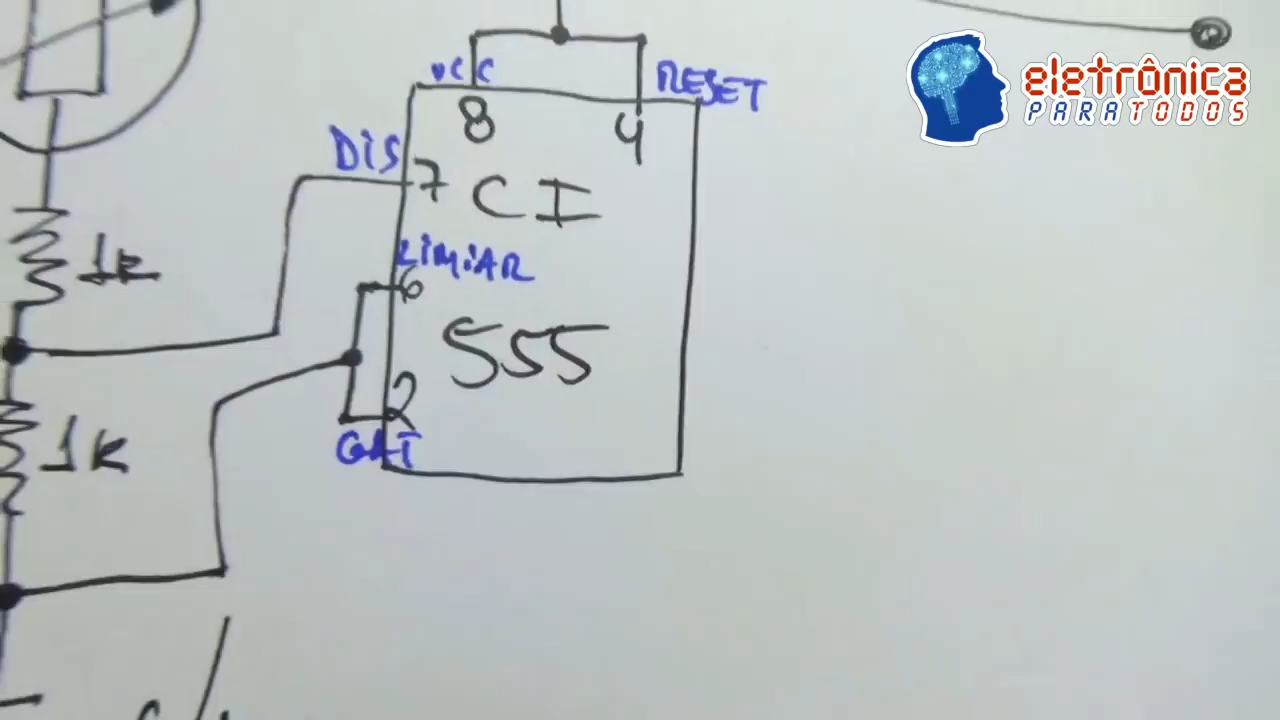 eletrônica
PARATODOS
VCC
RESET
8
4
DIS
7
CI
LIMIAR
6
1K
555
2
GAT
1K